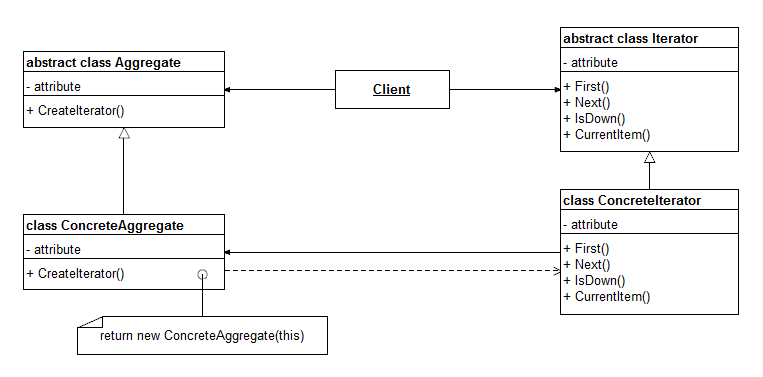 abstract class Aggregate
- attribute
+ CreateIterator()
Client
abstract class Iterator
- attribute
+ First()
+ Next()
+ IsDown()
+ CurrentItem()
class ConcreteAggregate
- attribute
+ CreateIterator()
return new ConcreteAggregate(this)
class ConcreteIterator
- attribute
+ First()
+ Next()
+ IsDown()
+ CurrentItem()